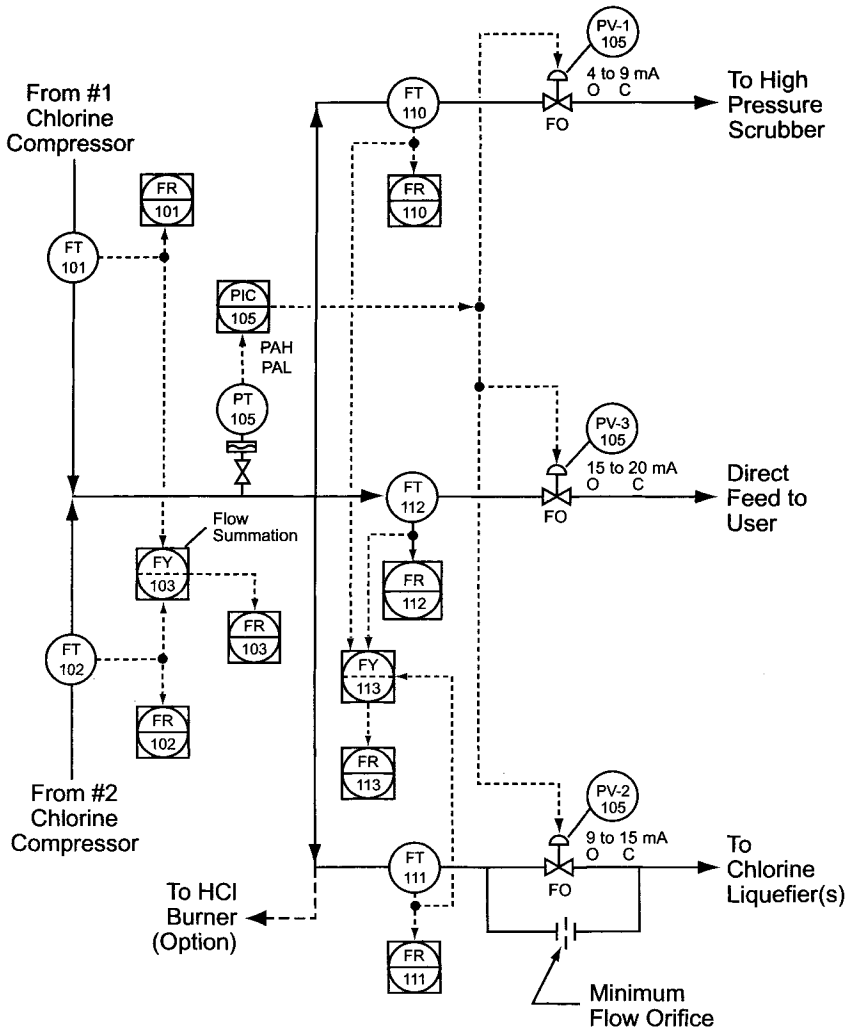 PV-1
105
4 to 9 mA
O C
FO
To High
Pressure
Scrubber
FT
110
FR
110
From #1
Chlorine
Compressor
FR
101
FT
101
PIC
105
PAH
PAL
PT
105
PV-3
105
15 to 20 mA
O C
FO
Direct
Feed to
User
FT
112
Flow
Summation
FY
103
FR
112
FR
103
FT
102
FY
113
FR
102
FR
113
From #2
Chlorine
Compressor
PV-2
105
9 to 15 mA
O C
FO
To
Chlorine
Liquefier(s)
FT
111
To HCl
Burner
(Option)
FR
111
Minimum
Flow Orifice